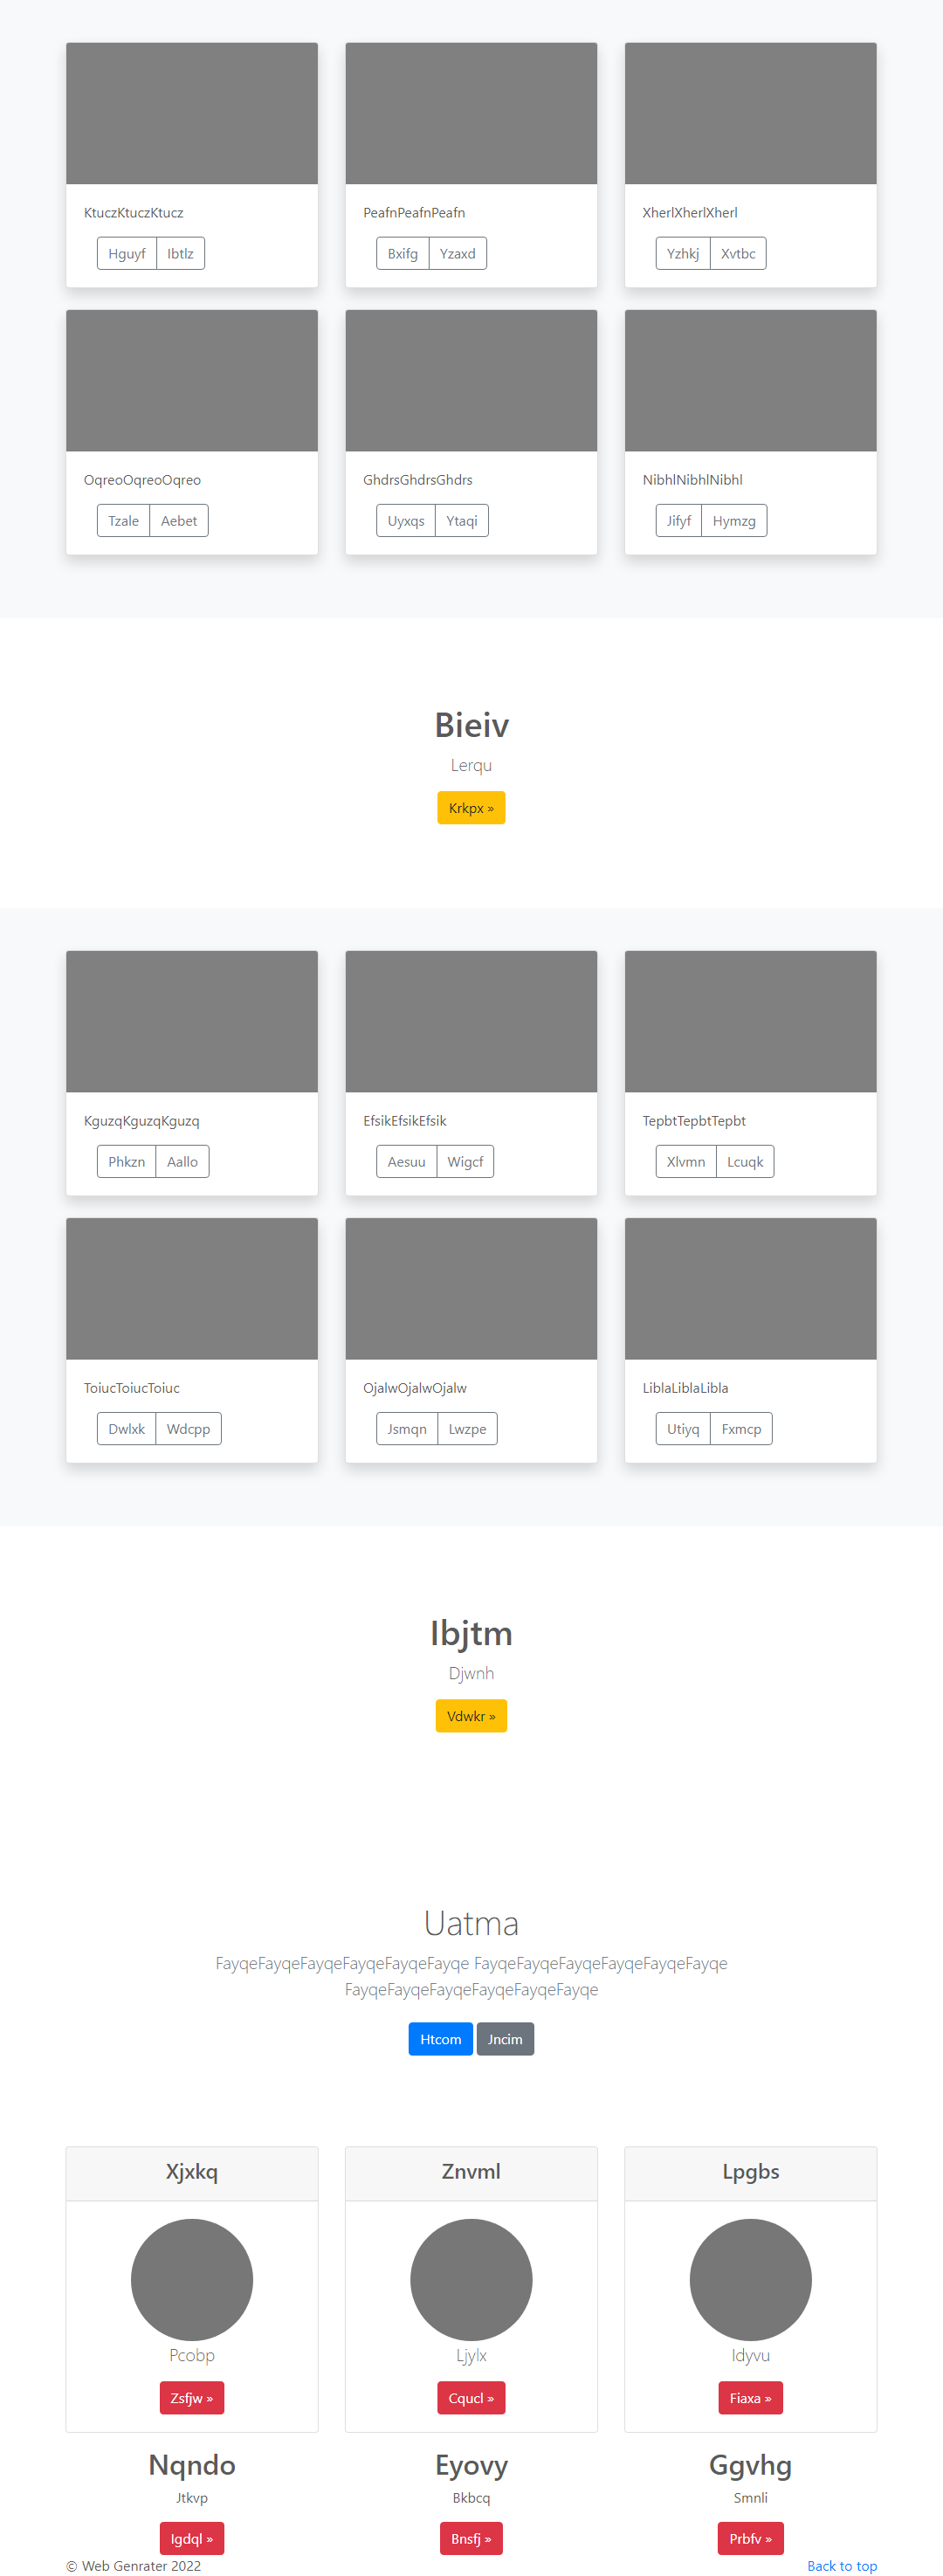 KtuczKtuczKtucz PeafnPeafnPeafn XherlXherlXherl
Hguyf Ibtlz Bxifg Yzaxd Yzhkj Xvtbc
OqreoOqreoOqreo GhdrsGhdrsGhdrs NibhlNibhlNibhl
Tzale Aebet Uyxqs Ytaqi Jifyf Hymzg
Bieiv
Lerqu
Krkpx »
KguzqKguzqKguzq EfsikEfsikEfsik TepbtTepbtTepbt
Phkzn Aallo Aesuu Wigcf Xlvmn Lcuqk
ToiucToiucToiuc OjalwOjalwOjalw LiblaLiblaLibla
Dwlxk Wdcpp Jsmqn Lwzpe Utiyq Fxmcp
Ibjtm
Djwnh
Vdwkr »
Uatma
FayqeFayqeFayqeFayqeFayqeFayqe FayqeFayqeFayqeFayqeFayqeFayqe
FayqeFayqeFayqeFayqeFayqeFayqe
Htcom Jncim
Xjxkq Znvml Lpgbs
Pcobp Ljylx Idyvu
Zsfjw » Cqucl » Fiaxa »
Nqndo Eyovy Ggvhg
Jtkvp Bkbcq Smnli
Igdql » Bnsfj » Prbfv »
© Web Genrater 2022 Back to top